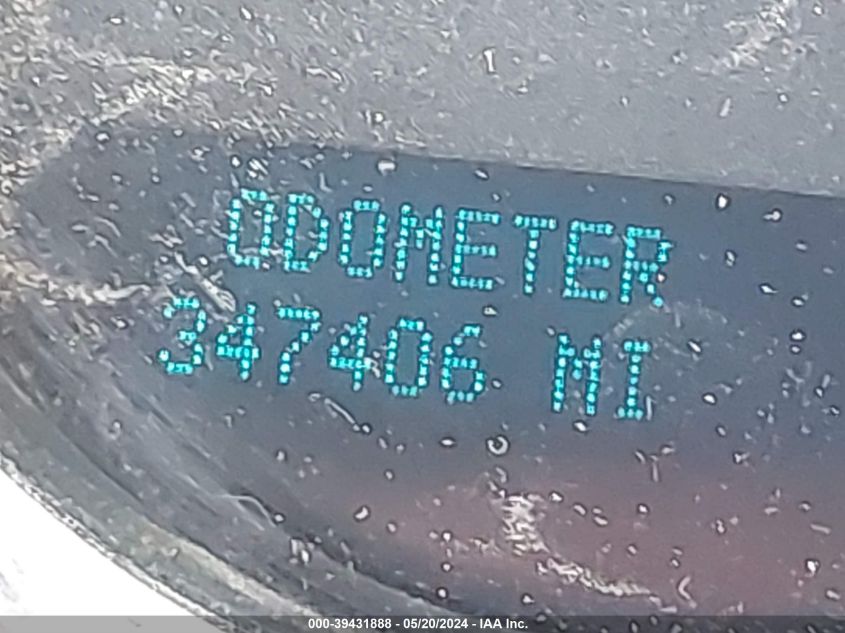 ODOMETER
347406 MI
000-39431888 - 05/20/2024 - IAA Inc.